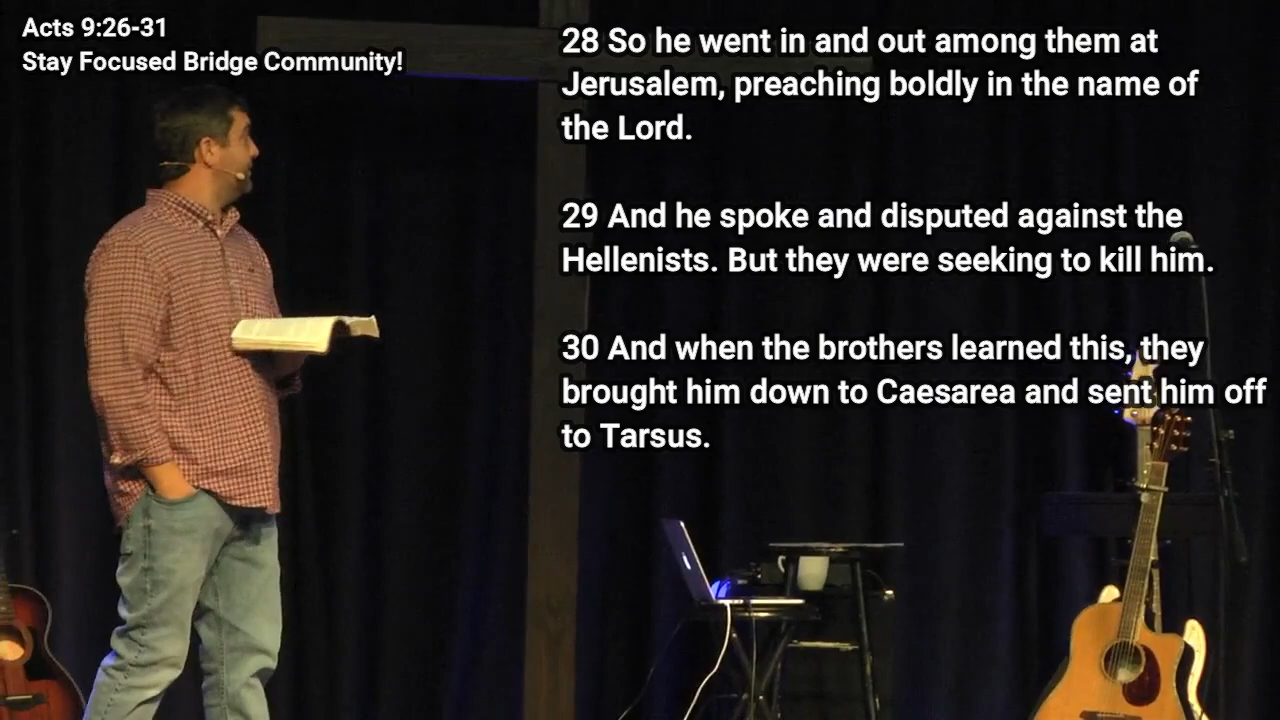 Acts 9:26-31
Stay Focused Bridge Community!
28 So he went in and out among them at
Jerusalem, preaching boldly in the name of
the Lord.
29 And he spoke and disputed against the
Hellenists. But they were seeking to kill him.
30 And when the brothers learned this, they
brought him down to Caesarea and sent him off
to Tarsus.